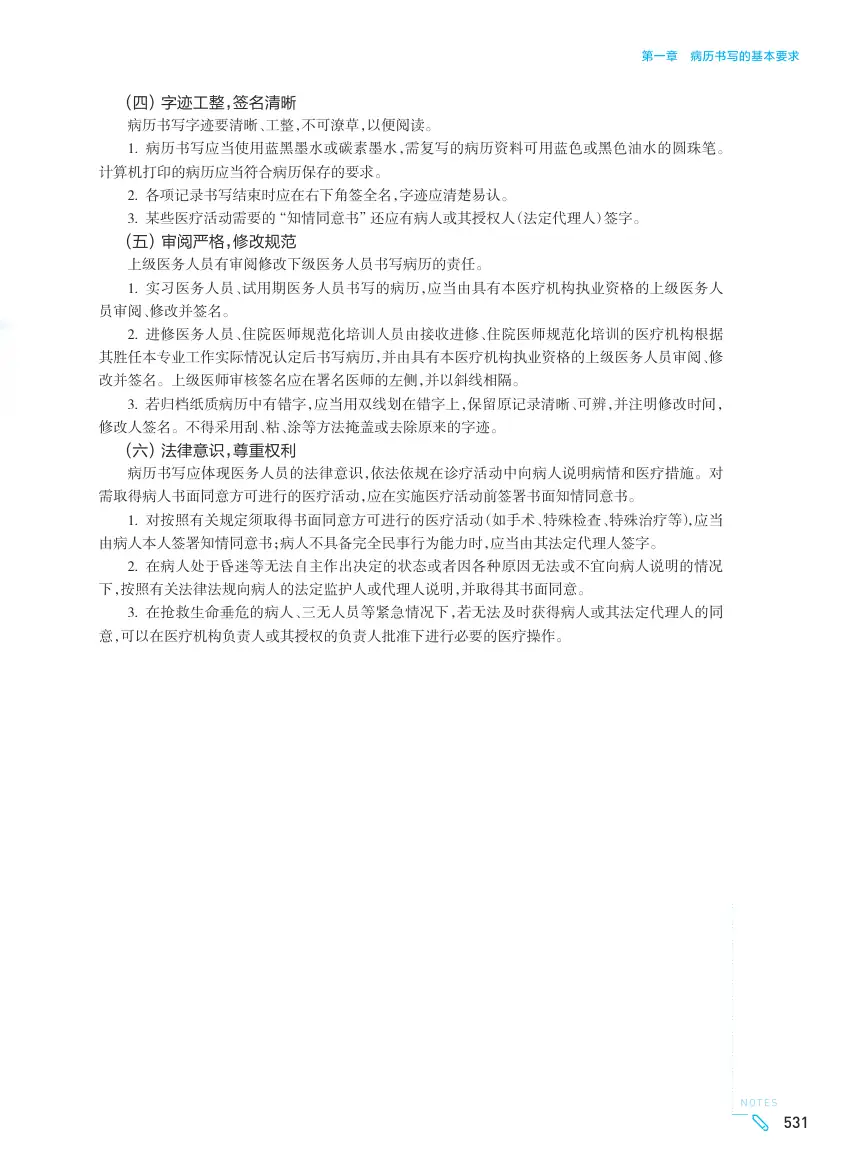 第一章 病历书写的基本要求
（四）字迹工整，签名清晰
病历书写字迹要清晰、工整，不可潦草，以便阅读。
1. 病历书写应当使用蓝黑墨水或碳素墨水，需复写的病历资料可用蓝色或黑色油水的圆珠笔。
计算机打印的病历应当符合病历保存的要求。
2. 各项记录书写结束时应在右下角签全名，字迹应清楚易认。
3. 某些医疗活动需要的“知情同意书”还应有病人或其授权人（法定代理人）签字。
（五）审阅严格，修改规范
上级医务人员有审阅修改下级医务人员书写病历的责任。
1. 实习医务人员、试用期医务人员书写的病历，应当由具有本医疗机构执业资格的上级医务人
员审阅、修改并签名。
2. 进修医务人员、住院医师规范化培训人员由接收进修、住院医师规范化培训的医疗机构根据
其胜任本专业工作实际情况认定后书写病历，并由具有本医疗机构执业资格的上级医务人员审阅、修
改并签名。上级医师审核签名应在署名医师的左侧，并以斜线相隔。
3. 若归档纸质病历中有错字，应当用双线划在错字上，保留原记录清晰、可辨，并注明修改时间，
修改人签名。不得采用刮、粘、涂等方法掩盖或去除原来的字迹。
（六）法律意识，尊重权利
病历书写应体现医务人员的法律意识，依法依规在诊疗活动中向病人说明病情和医疗措施。对
需取得病人书面同意方可进行的医疗活动，应在实施医疗活动前签署书面知情同意书。
1. 对按照有关规定须取得书面同意方可进行的医疗活动（如手术、特殊检查、特殊治疗等），应当
由病人本人签署知情同意书；病人不具备完全民事行为能力时，应当由其法定代理人签字。
2. 在病人处于昏迷等无法自主作出决定的状态或者因各种原因无法或不宜向病人说明的情况
下，按照有关法律法规向病人的法定监护人或代理人说明，并取得其书面同意。
3. 在抢救生命垂危的病人、三无人员等紧急情况下，若无法及时获得病人或其法定代理人的同
意，可以在医疗机构负责人或其授权的负责人批准下进行必要的医疗操作。
NOTES
531